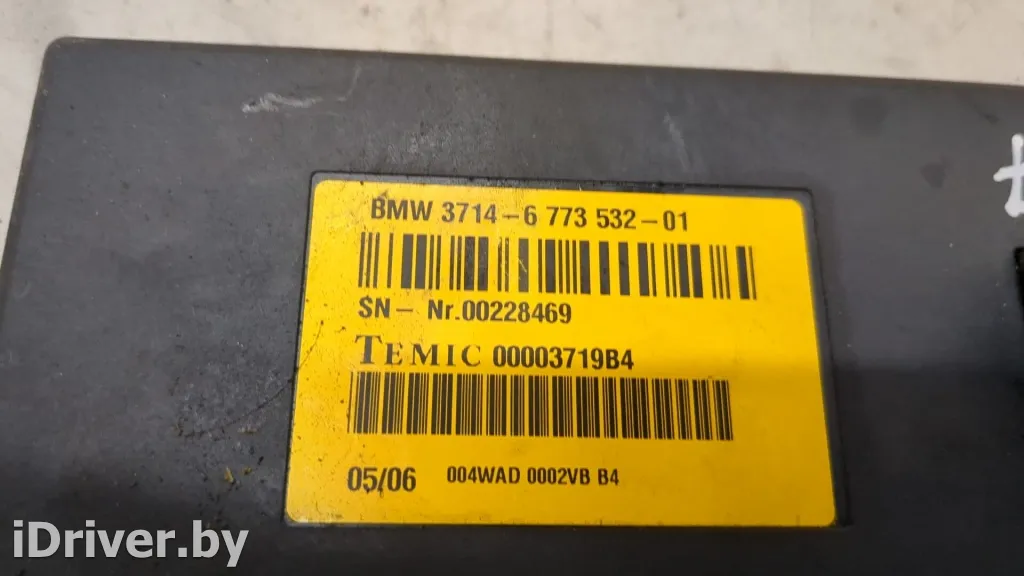 BMW 3714-6 773 532-01
SN- Nr.00228469
TEMIC 00003719B4
05/06 004WAD 0002VB B4
iDriver.by